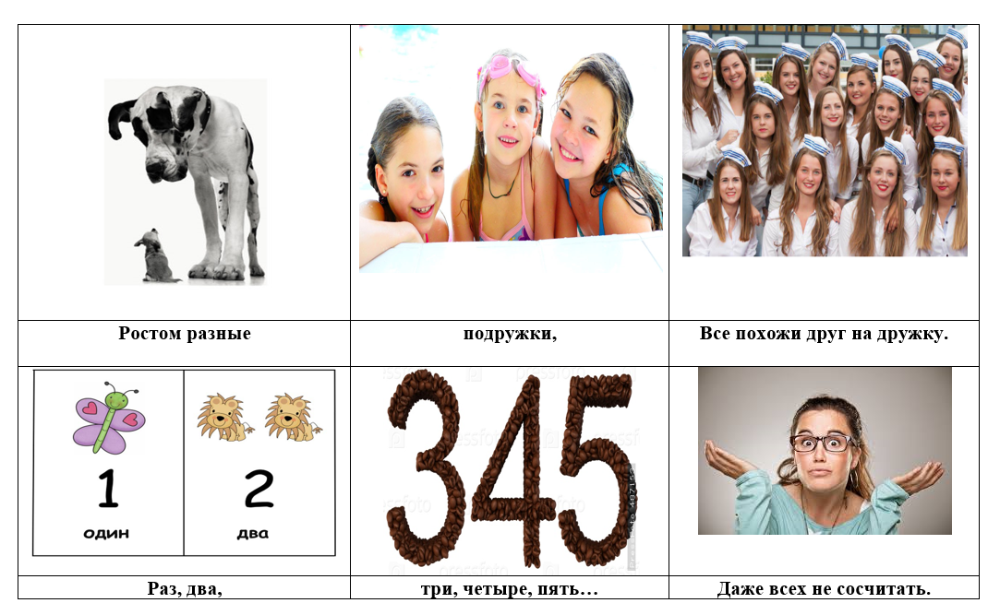 Ростом разные
подружки,
Все похожи друг на дружку.
1
один
2
два
345
Раз, два,
три, четыре, пять…
Даже всех не сосчитать.